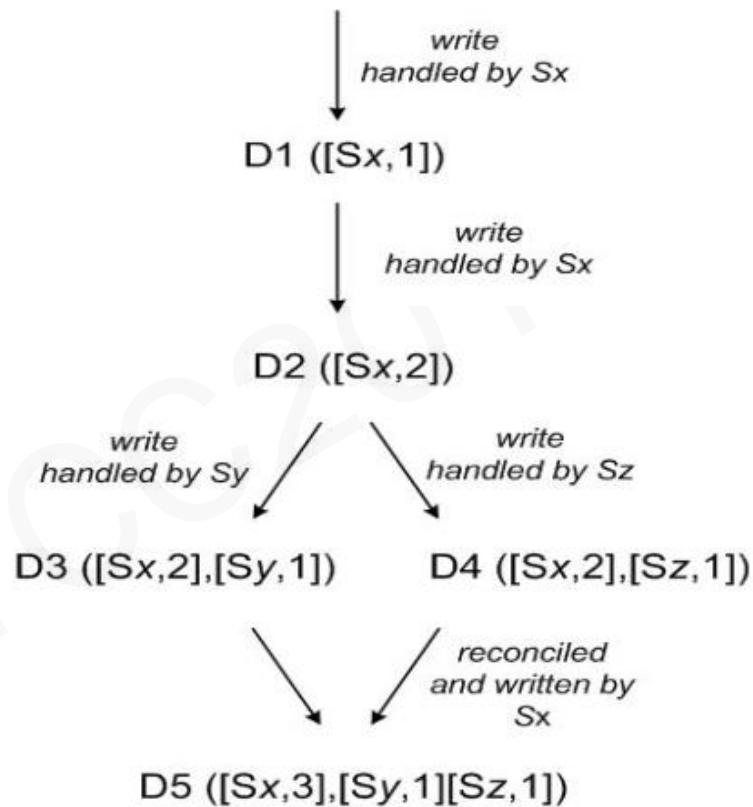 write
handled by Sx
D1 ([Sx,1])
write
handled by Sx
D2 ([Sx,2])
write
handled by Sy
write
handled by Sz
D3 ([Sx,2],[Sy,1])
D4 ([Sx,2],[Sz,1])
reconciled
and written by
Sx
D5 ([Sx,3],[Sy,1][Sz,1])